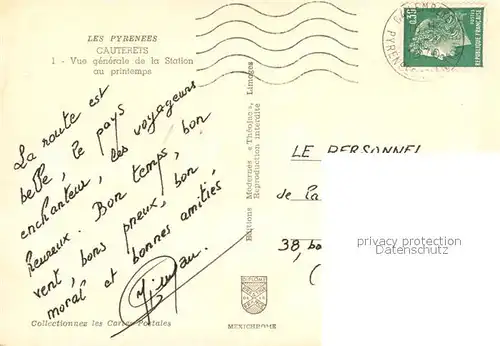 LES PYRENEES
CAUTERETS
1 - Vue générale de la Station
au printemps
La route est
belle, le pays
enchanteur, les voyageurs
heureux. Bon temps, bon
vent, bons pneus, bon
moral et bonnes amitiés
Collectionnez les Cartes Postales
Editions Modernes « Théojac », Limoges
Reproduction interdite
DIPLOME
MEXICHROME
0,30
POSTES
REPUBLIQUE FRANÇAISE
LE PERSONNEL
de la
38, bo
(
privacy protection
Datenschutz